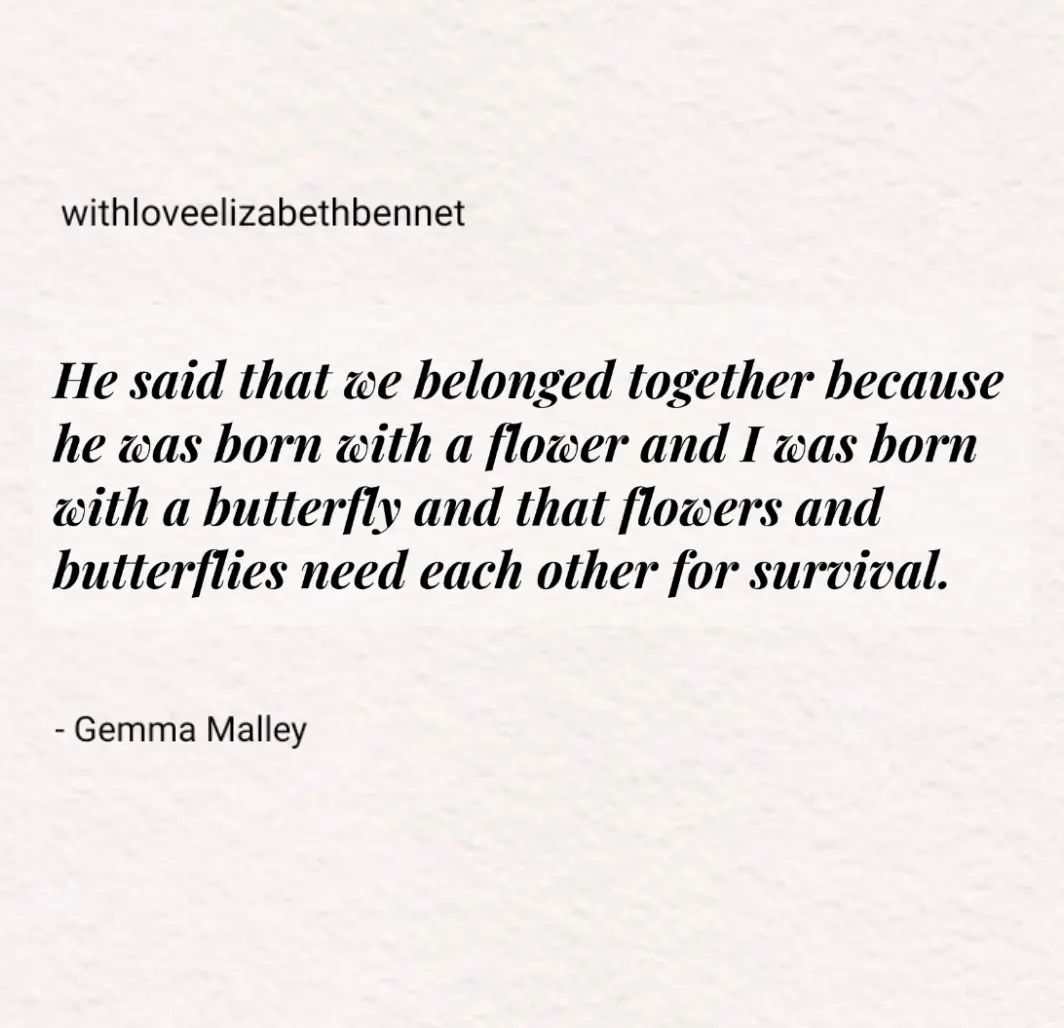 withloveelizabethbennet
He said that we belonged together because
he was born with a flower and I was born
with a butterfly and that flowers and
butterflies need each other for survival.
- Gemma Malley